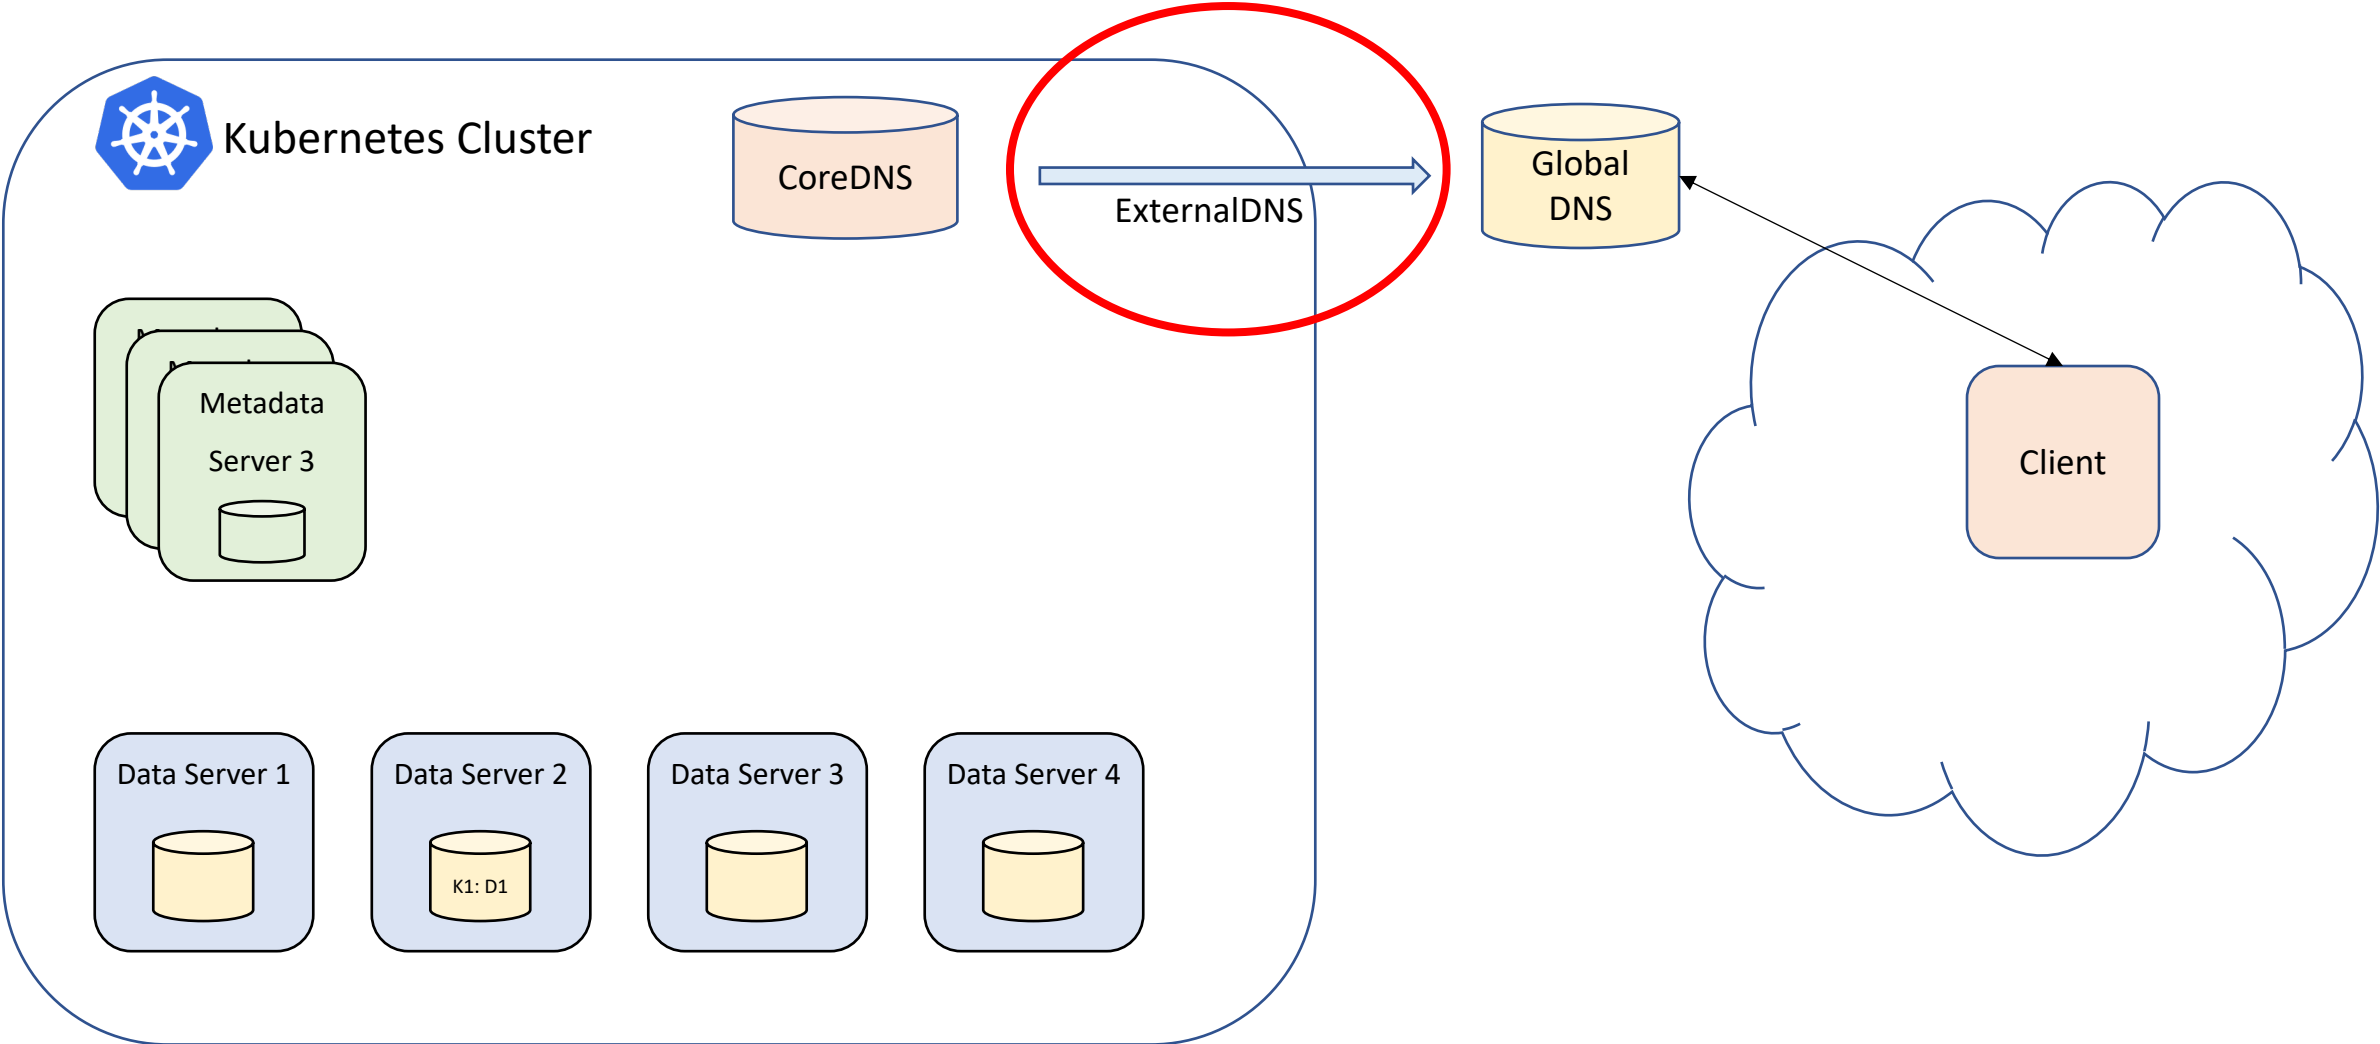 Kubernetes Cluster
CoreDNS
ExternalDNS
Global
DNS
Metadata
Server 3
Client
Data Server 1
Data Server 2
Data Server 3
Data Server 4
K1: D1